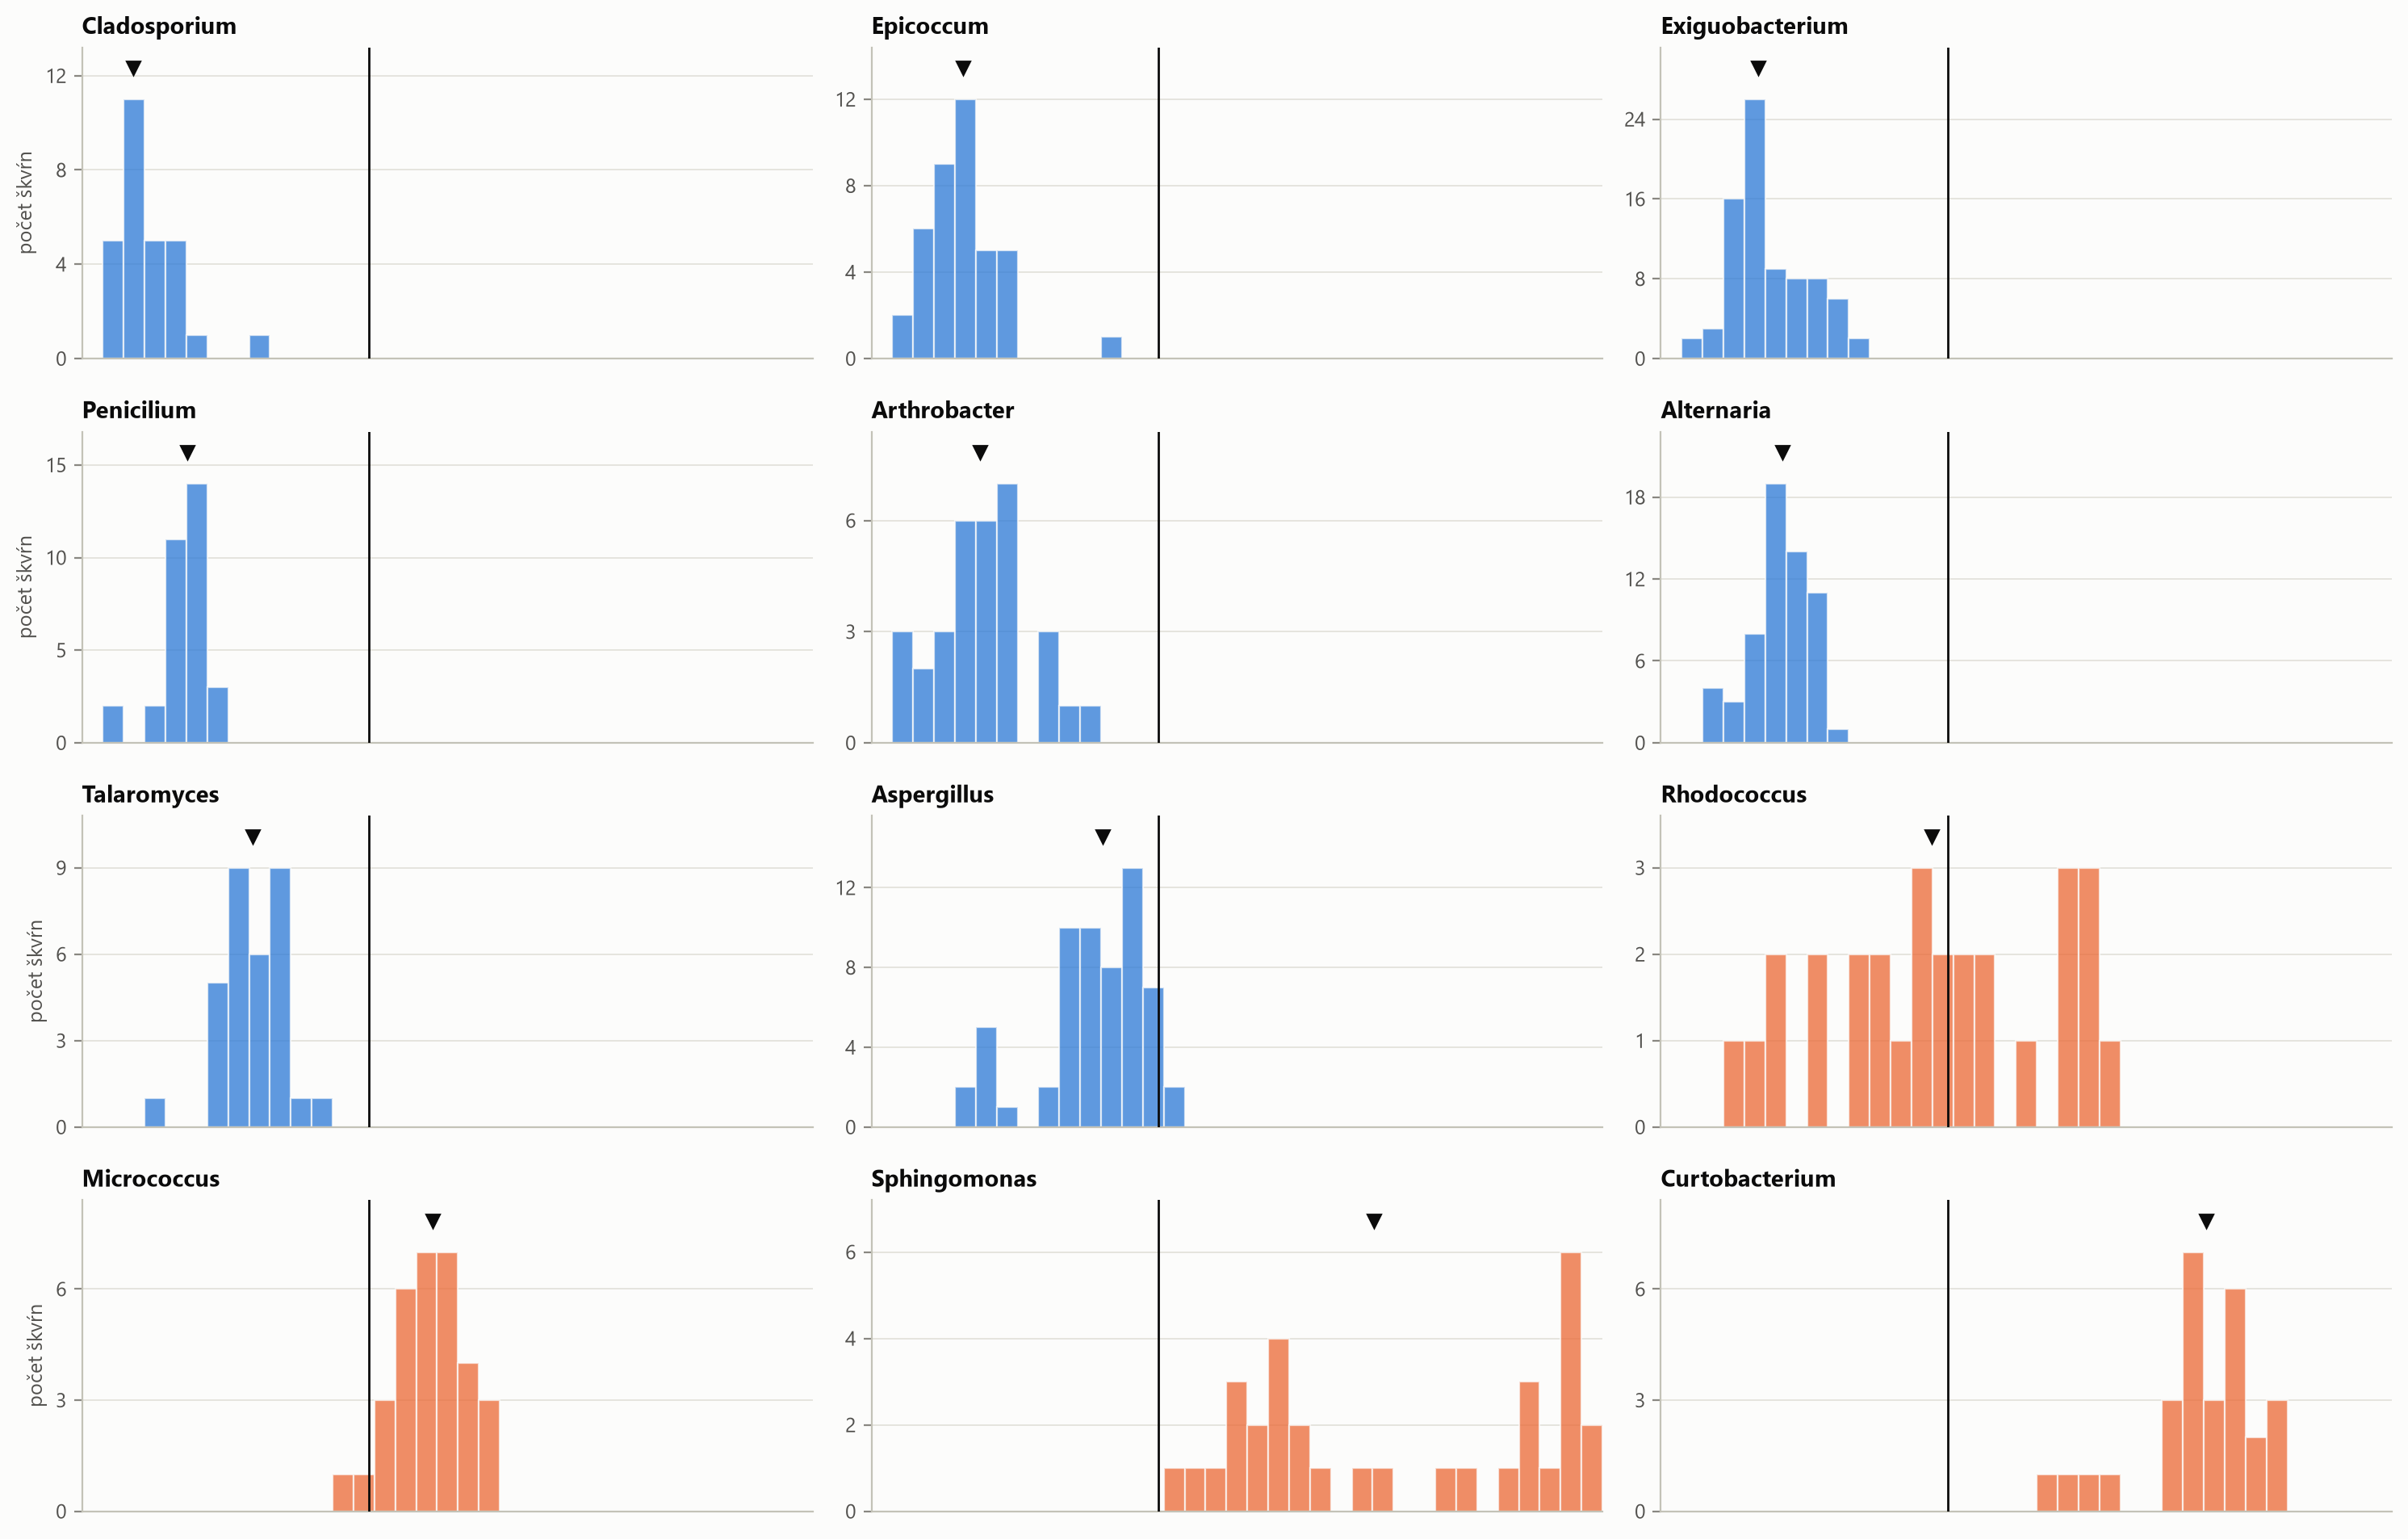 Cladosporium
Epicoccum
Exiguobacterium
počet škvŕn
12
8
4
0
12
8
4
0
24
16
8
0
Penicilium
Arthrobacter
Alternaria
počet škvŕn
15
10
5
0
6
3
0
18
12
6
0
Talaromyces
Aspergillus
Rhodococcus
počet škvŕn
9
6
3
0
12
8
4
0
3
2
1
0
Micrococcus
Sphingomonas
Curtobacterium
počet škvŕn
6
3
0
6
4
2
0
6
3
0